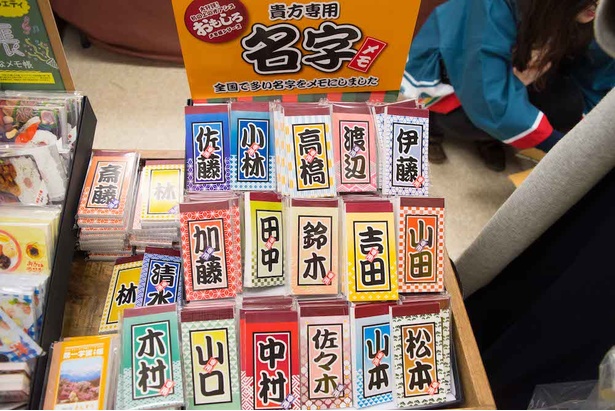 貴方専用
おもしろ
名字
メモ
全国で多い名字をメモにしました
佐藤
小林
高橋
渡辺
伊藤
斎藤
林
加藤
田中
鈴木
吉田
山田
林
清水
木村
山口
中村
佐々木
山本
松本